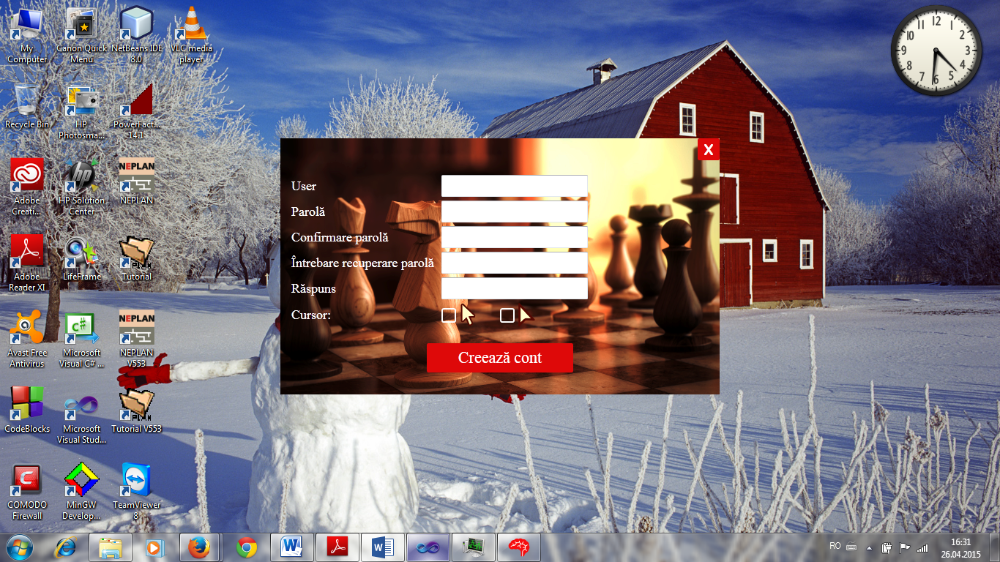 My
Computer
Canon Quick
Menu
NetBeans IDE
8.0
VLC media
player
Recycle Bin
HP
Photosma...
PowerFact...
14.1
Adobe
Creati...
HP Solution
Center
NEPLAN
NEPLAN
Adobe
Reader XI
LifeFrame
Tutorial
Avast Free
Antivirus
Microsoft
Visual C# ...
NEPLAN
NEPLAN
V553
CodeBlocks
Microsoft
Visual Stud...
Tutorial V553
COMODO
Firewall
MinGW
Develop...
TeamViewer
8
12
1
2
3
4
5
6
7
8
9
10
11
X
User
Parolă
Confirmare parolă
Întrebare recuperare parolă
Răspuns
Cursor:
Creează cont
RO
16:31
26.04.2015